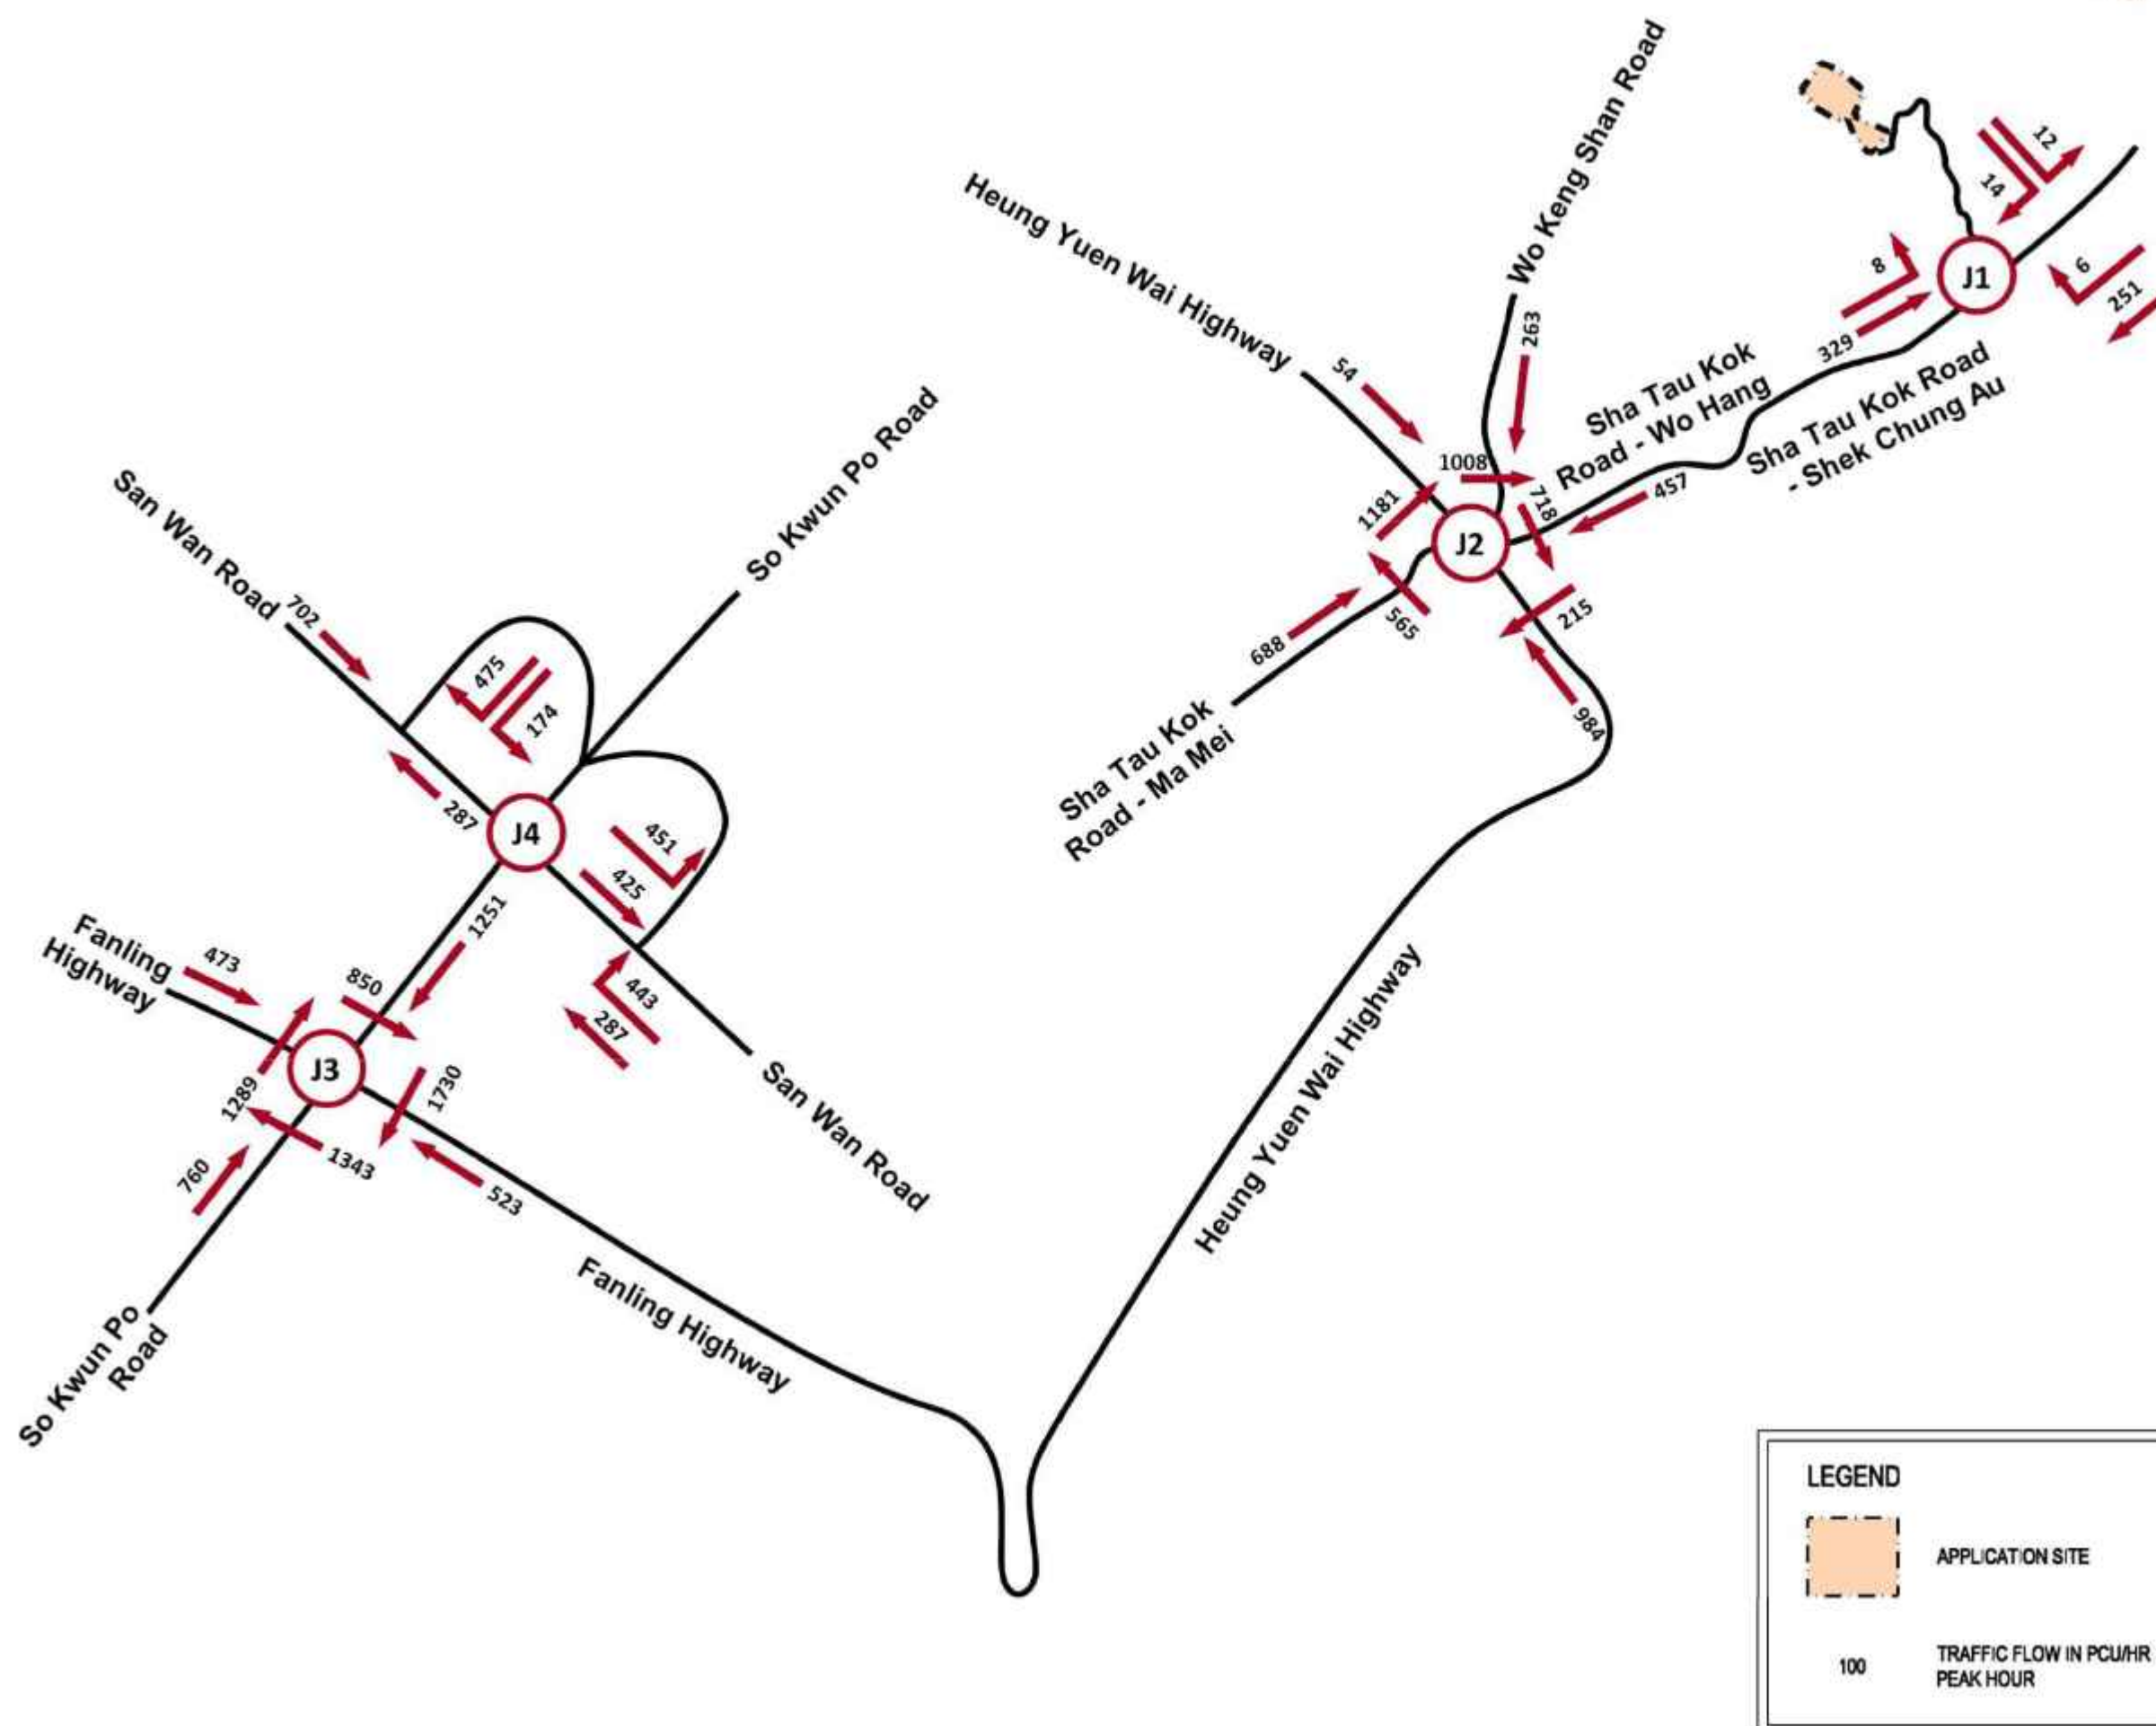 Wo Keng Shan Road
Heung Yuen Wai Highway
12
14
J1
8
6
251
329
263
54
Sha Tau Kok
Road - Wo Hang
Sha Tau Kok Road
- Shek Chung Au
1008
718
457
1181
J2
215
565
688
984
Sha Tau Kok
Road - Ma Mei
So Kwun Po Road
San Wan Road
702
475
174
287
J4
451
425
1251
443
287
Fanling
Highway
473
850
J3
1289
1730
1343
760
523
San Wan Road
Fanling Highway
Heung Yuen Wai Highway
So Kwun Po
Road
LEGEND
APPLICATION SITE
100
TRAFFIC FLOW IN PCU/HR
PEAK HOUR